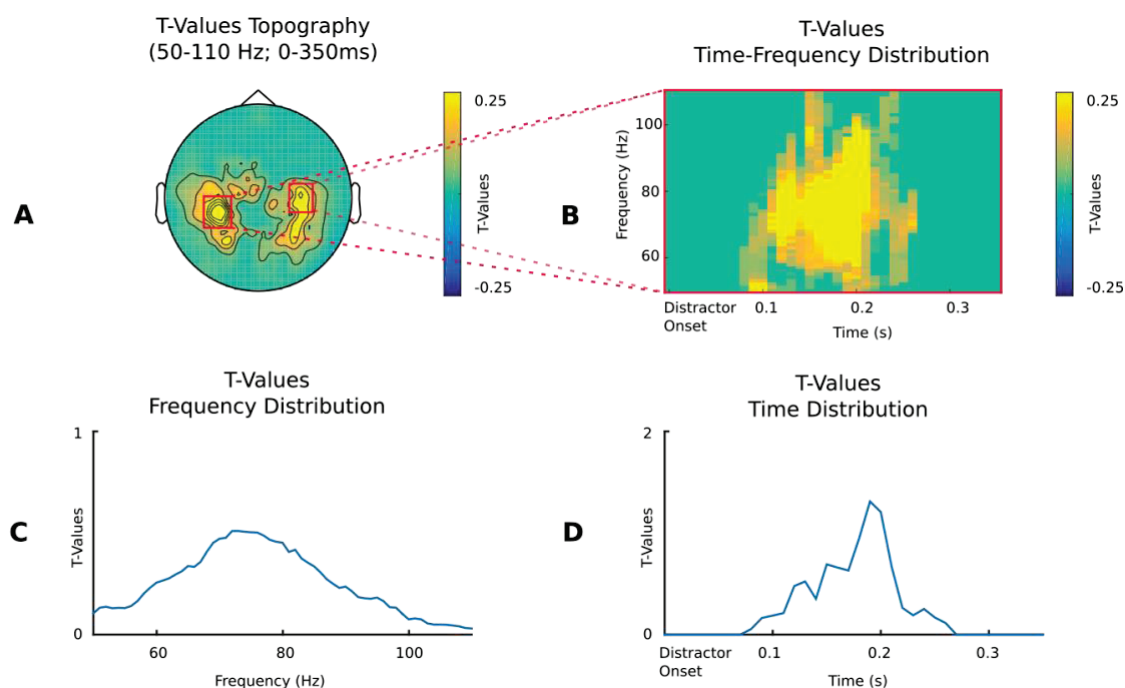 T-Values Topography
(50-110 Hz; 0-350ms)
0.25
T-Values
-0.25
A
T-Values
Time-Frequency Distribution
100
80
60
Frequency (Hz)
Distractor
Onset
0.1
0.2
0.3
Time (s)
0.25
T-Values
-0.25
B
T-Values
Frequency Distribution
1
T-Values
0
60
80
100
Frequency (Hz)
C
T-Values
Time Distribution
2
T-Values
0
Distractor
Onset
0.1
0.2
0.3
Time (s)
D